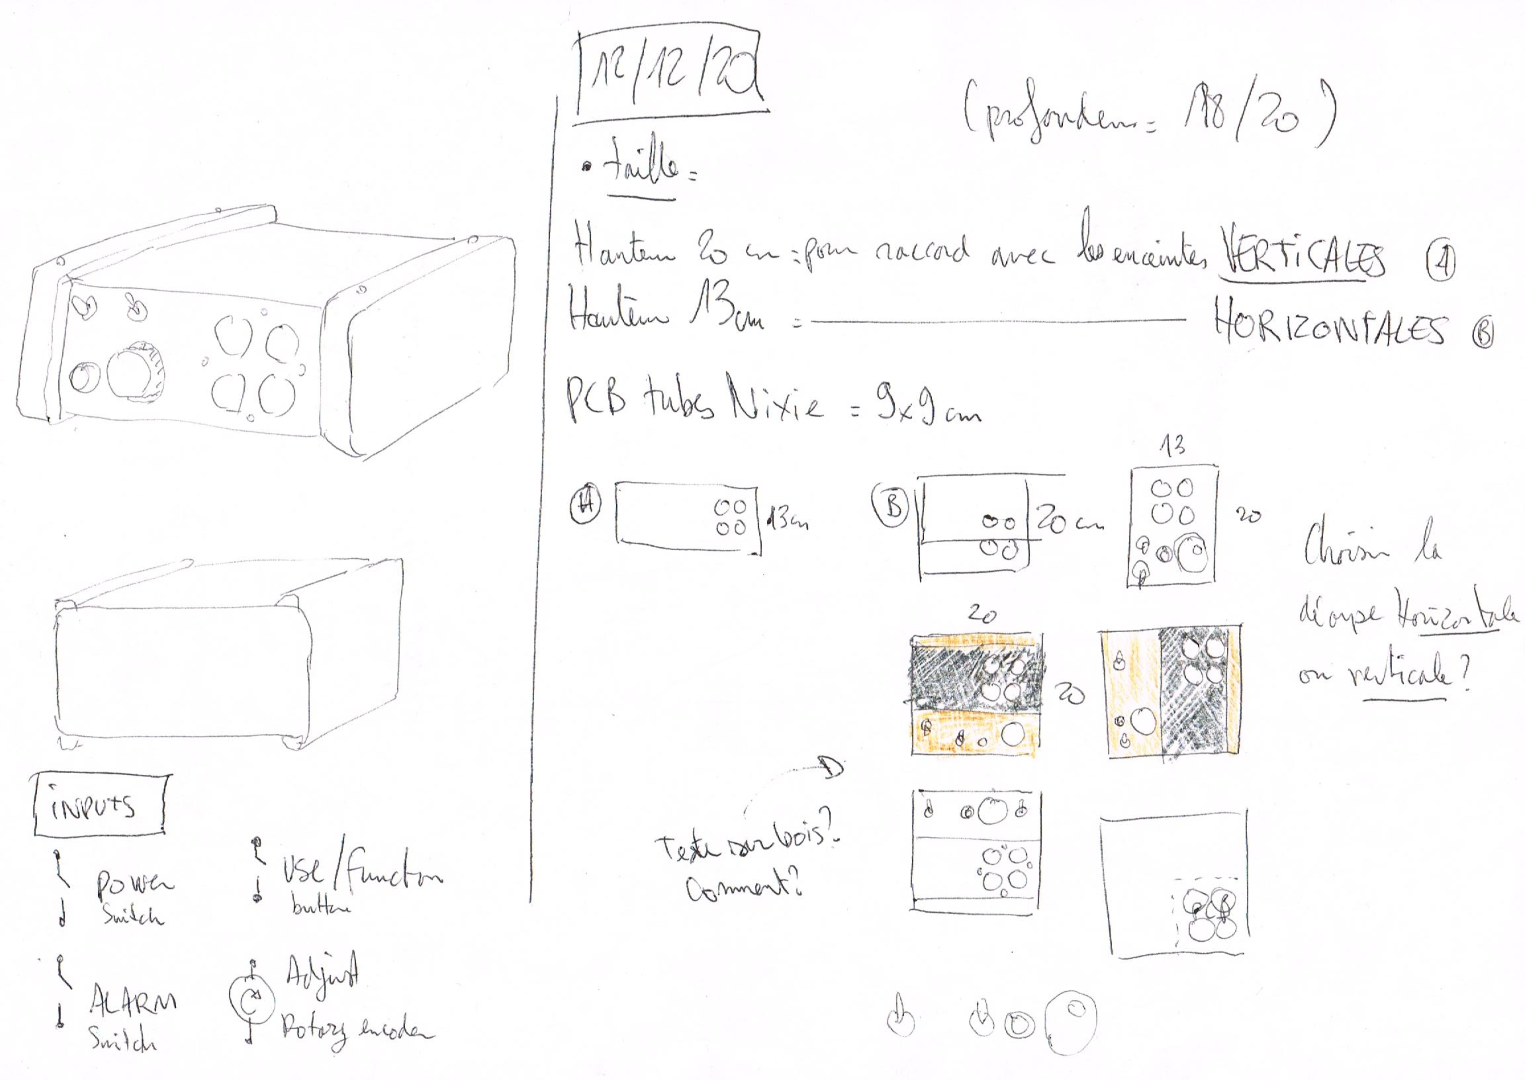 12/12/20
(profondeur = 18/20)
• taille =
Hauteur 20 cm = pour raccord avec les enceintes VERTICALES A
Hauteur 13 cm = HORIZONTALES B
PCB tubes Nixie = 9x9 cm
A
13 cm
B
20 cm
13
20
20
20
Choisir la
découpe Horizontale
ou verticale ?
Texte sur bois ?
Comment ?
iNPUTS
POWER
Switch
USE/Function
button
ALARM
Switch
Adjust
Rotary encoder